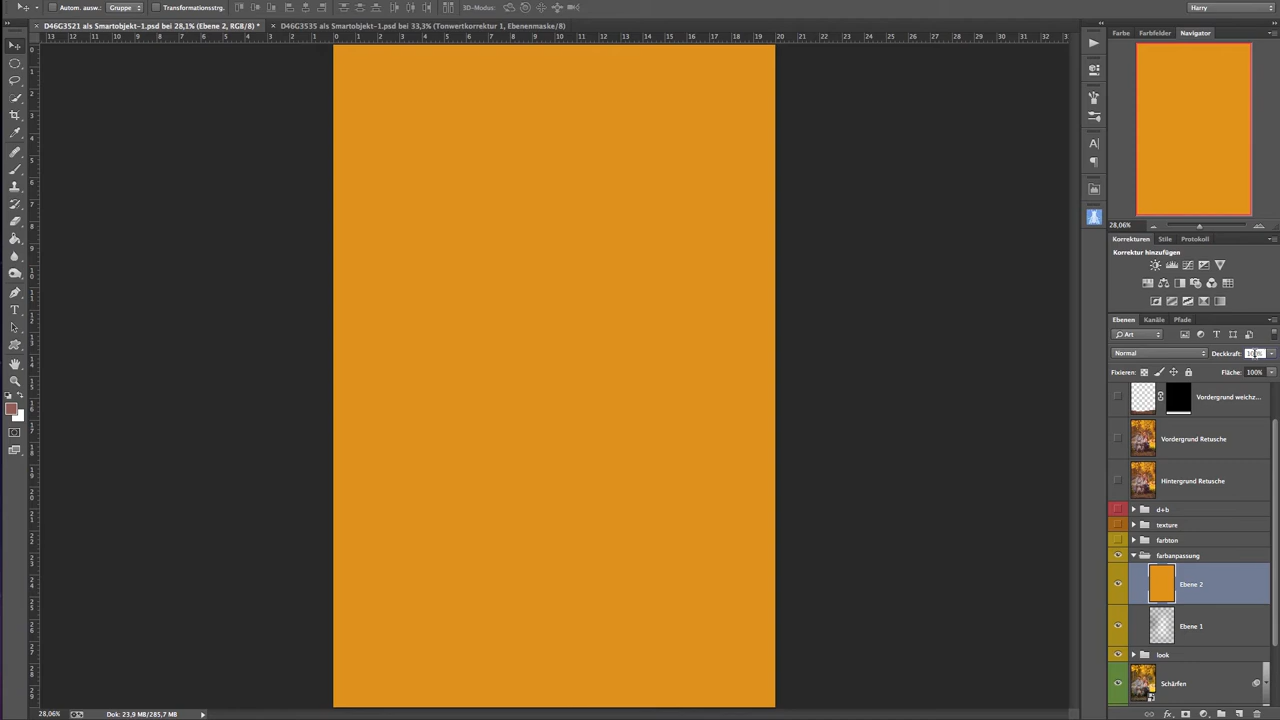 Auto. ausw.: Gruppe Transformationsstrg. 3D-Modus: Harry
D46G3521 als Smartobjekt-1.psd bei 28,1% (Ebene 2, RGB/8) *
D46G3535 als Smartobjekt-1.psd bei 33,3% (Tonwertkorrektur 1, Ebenenmaske/8)
Farbe Farbfelder Navigator
28,06%
Korrekturen Stile Protokoll
Korrektur hinzufügen
Ebenen Kanäle Pfade
Art
Normal Deckkraft: 100%
Fixieren: Fläche: 100%
Vordergrund weichz...
Vordergrund Retusche
Hintergrund Retusche
d+b
texture
farbton
farbanpassung
Ebene 2
Ebene 1
look
Schärfen
28,06% Dok: 23,9 MB/285,7 MB